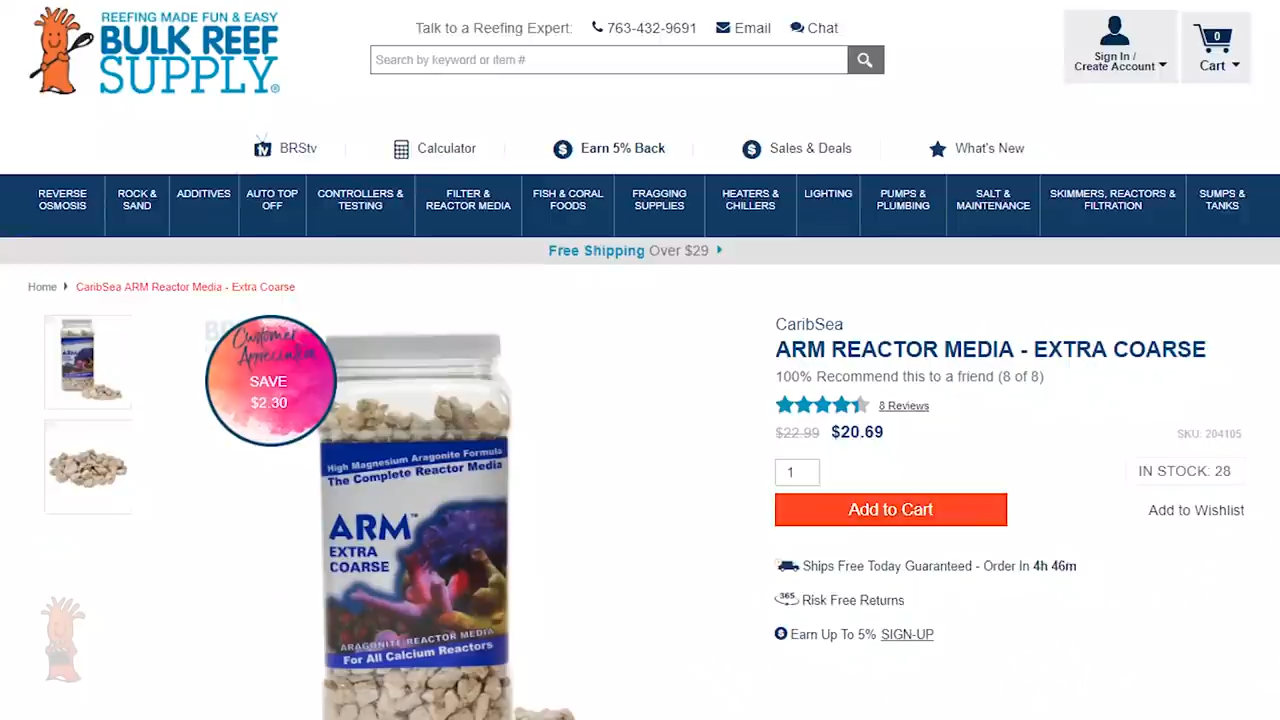 REEFING MADE FUN & EASY
BULK REEF
SUPPLY®
Talk to a Reefing Expert: 763-432-9691 Email Chat
Search by keyword or item #
Sign In /
Create Account
0
Cart
BRStv
Calculator
$ Earn 5% Back
$ Sales & Deals
What's New
REVERSE
OSMOSIS
ROCK &
SAND
ADDITIVES
AUTO TOP
OFF
CONTROLLERS &
TESTING
FILTER &
REACTOR MEDIA
FISH & CORAL
FOODS
FRAGGING
SUPPLIES
HEATERS &
CHILLERS
LIGHTING
PUMPS &
PLUMBING
SALT &
MAINTENANCE
SKIMMERS, REACTORS &
FILTRATION
SUMPS &
TANKS
Free Shipping Over $29
Home CaribSea ARM Reactor Media - Extra Coarse
Customer
Appreciation
SAVE
$2.30
High Magnesium Aragonite Formula
The Complete Reactor Media
ARM™
EXTRA
COARSE
ARAGONITE REACTOR MEDIA
For All Calcium Reactors
CaribSea
ARM REACTOR MEDIA - EXTRA COARSE
100% Recommend this to a friend (8 of 8)
8 Reviews
$22.99 $20.69
SKU: 204105
1
IN STOCK: 28
Add to Cart
Add to Wishlist
Ships Free Today Guaranteed - Order In 4h 46m
365 Risk Free Returns
$ Earn Up To 5% SIGN-UP